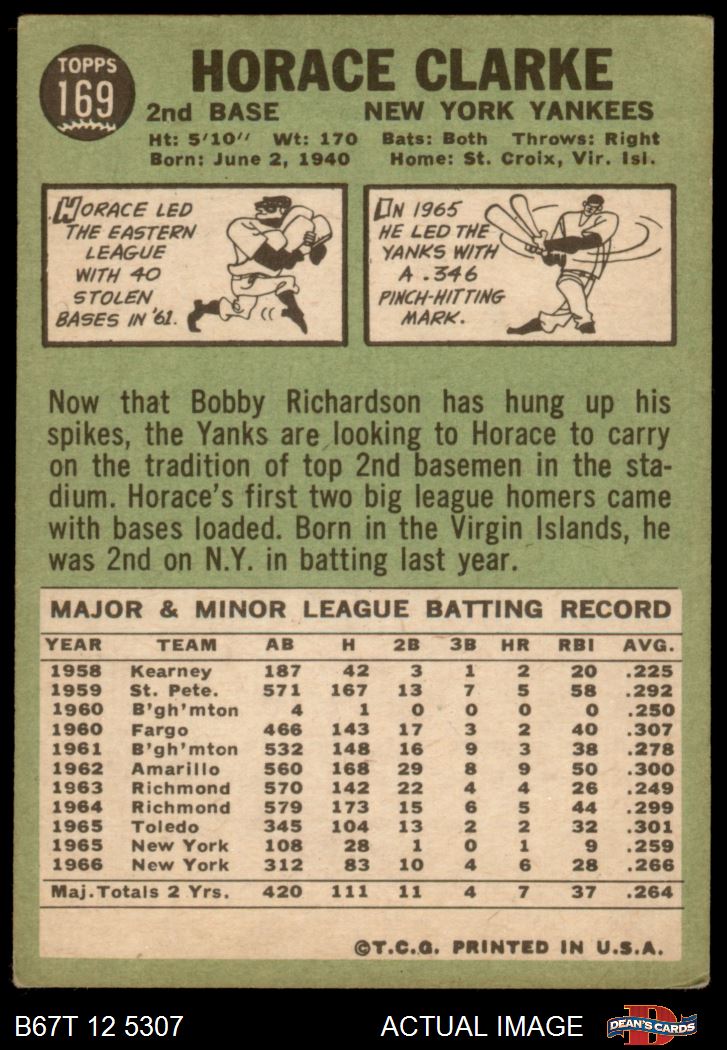 TOPPS
169
HORACE CLARKE
2nd BASE NEW YORK YANKEES
Ht: 5'10" Wt: 170 Bats: Both Throws: Right
Born: June 2, 1940 Home: St. Croix, Vir. Isl.
HORACE LED
THE EASTERN
LEAGUE
WITH 40
STOLEN
BASES IN '61.
IN 1965
HE LED THE
YANKS WITH
A .346
PINCH-HITTING
MARK.
Now that Bobby Richardson has hung up his
spikes, the Yanks are looking to Horace to carry
on the tradition of top 2nd basemen in the sta-
dium. Horace's first two big league homers came
with bases loaded. Born in the Virgin Islands, he
was 2nd on N.Y. in batting last year.
MAJOR & MINOR LEAGUE BATTING RECORD
YEAR TEAM AB H 2B 3B HR RBI AVG.
1958 Kearney 187 42 3 1 2 20 .225
1959 St. Pete. 571 167 13 7 5 58 .292
1960 B'gh'mton 4 1 0 0 0 0 .250
1960 Fargo 466 143 17 3 2 40 .307
1961 B'gh'mton 532 148 16 9 3 38 .278
1962 Amarillo 560 168 29 8 9 50 .300
1963 Richmond 570 142 22 4 4 26 .249
1964 Richmond 579 173 15 6 5 44 .299
1965 Toledo 345 104 13 2 2 32 .301
1965 New York 108 28 1 0 1 9 .259
1966 New York 312 83 10 4 6 28 .266
Maj. Totals 2 Yrs. 420 111 11 4 7 37 .264
©T.C.G. PRINTED IN U.S.A.
B67T 12 5307 ACTUAL IMAGE
D
DEAN'S CARDS